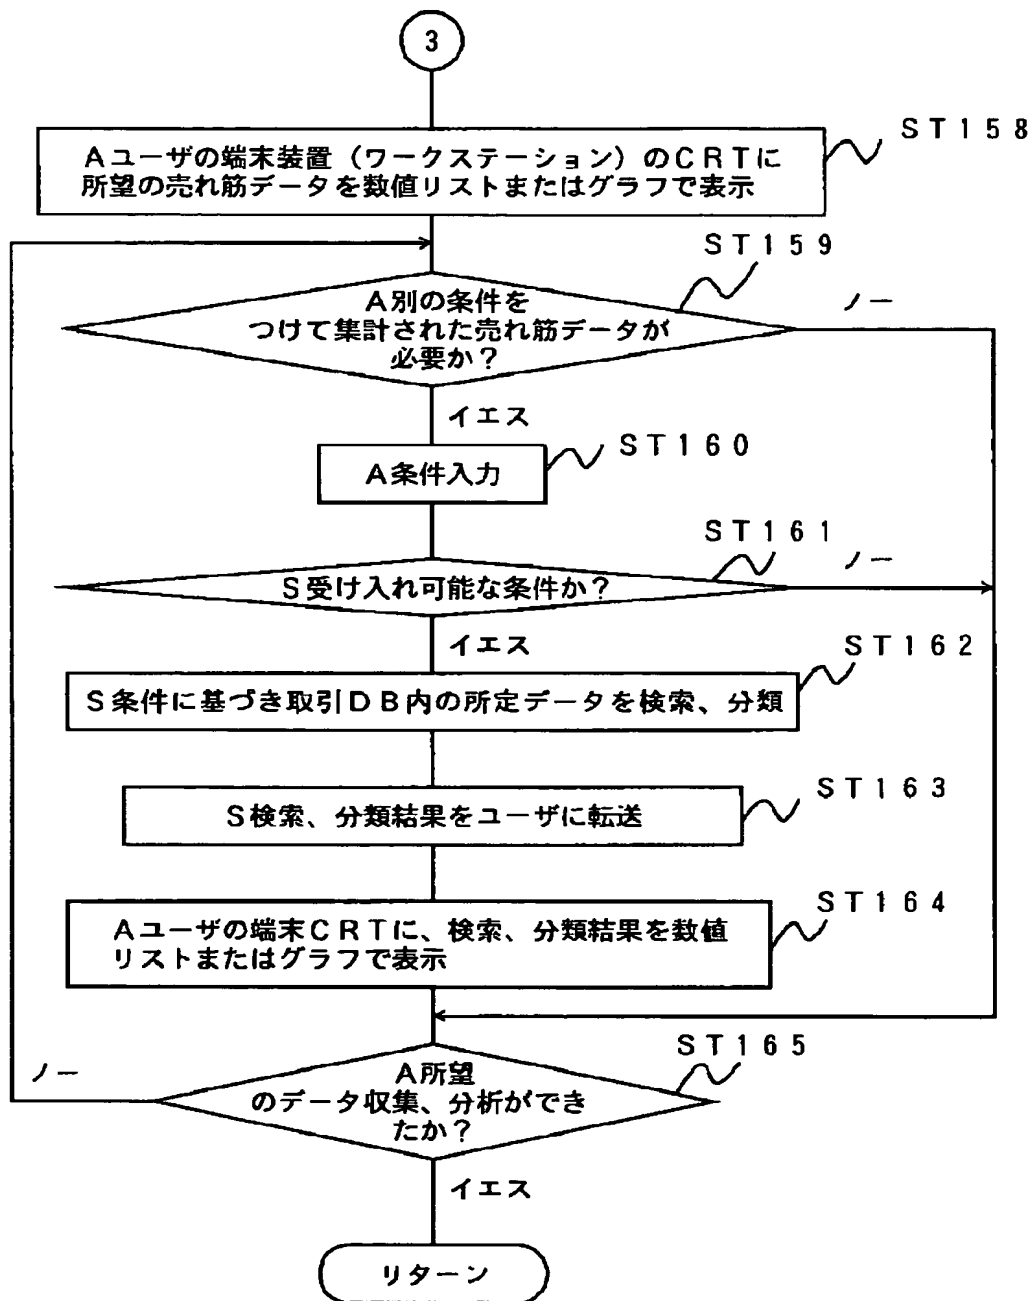 3
ST158
Aユーザの端末装置(ワークステーション)のCRTに
所望の売れ筋データを数値リストまたはグラフで表示
ST159
A別の条件を
つけて集計された売れ筋データが
必要か?
ノー
イエス
ST160
A条件入力
ST161
S受け入れ可能な条件か?
ノー
イエス
ST162
S条件に基づき取引DB内の所定データを検索、分類
ST163
S検索、分類結果をユーザに転送
ST164
Aユーザの端末CRTに、検索、分類結果を数値
リストまたはグラフで表示
ST165
ノー
A所望
のデータ収集、分析ができ
たか?
イエス
リターン